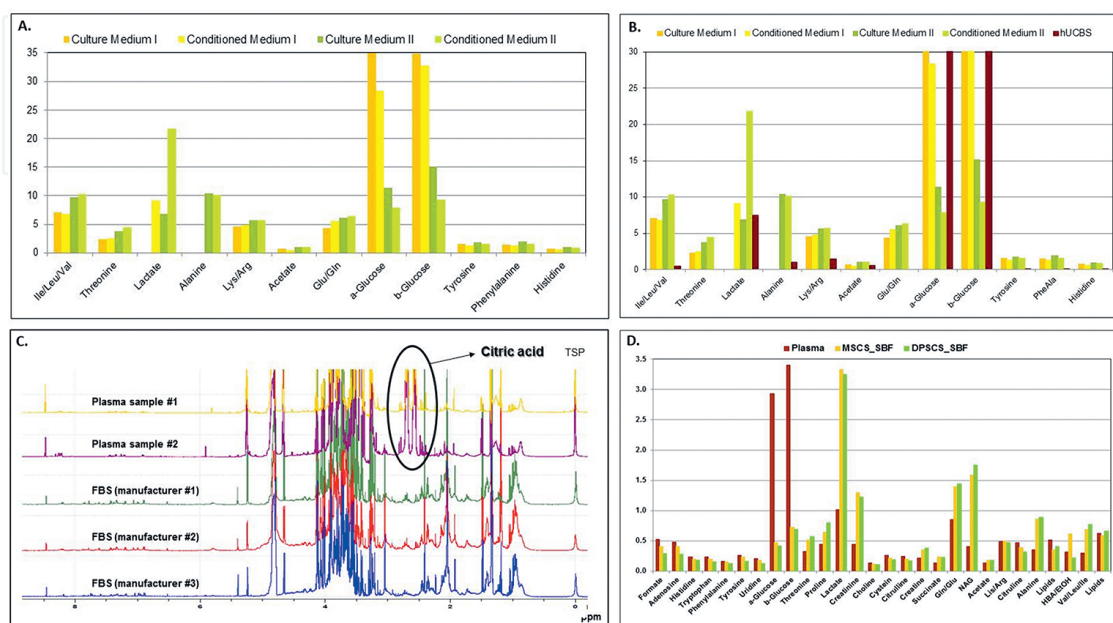 A.
Culture Medium I Conditioned Medium I Culture Medium II Conditioned Medium II
35
30
25
20
15
10
5
0
Ile/Leu/Val Threonine Lactate Alanine Lys/Arg Acetate Glu/Gln a-Glucose b-Glucose Tyrosine Phenylalanine Histidine
B.
Culture Medium I Conditioned Medium I Culture Medium II Conditioned Medium II hUCBS
30
25
20
15
10
5
0
Ile/Leu/Val Threonine Lactate Alanine Lys/Arg Acetate Glu/Gln a-Glucose b-Glucose Tyrosine PheAla Histidine
C.
Citric acid TSP
Plasma sample #1
Plasma sample #2
FBS (manufacturer #1)
FBS (manufacturer #2)
FBS (manufacturer #3)
8 6 4 2 0
ppm
D.
Plasma MSCS_SBF DPSCS_SBF
3.5
3.0
2.5
2.0
1.5
1.0
0.5
0.0
Formate Adenosine Histidine Tryptophan Phenylalanine Tyrosine Uridine a-Glucose b-Glucose Threonine Proline Lactate Creatinine Choline Cystein Citrulline Creatine Succinate Gln/Glu NAG Acetate Lis/Arg Citruline Alanine Lipids HBA/EtOH Val/Leu/Ile Lipids